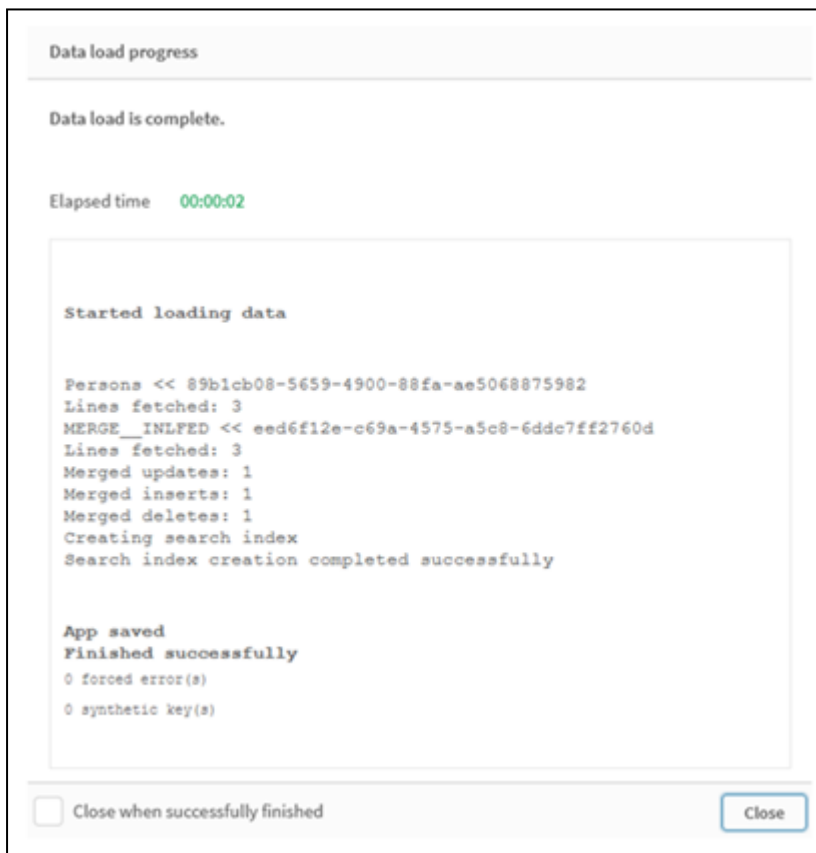 Data load progress
Data load is complete.
Elapsed time 00:00:02
Started loading data
Persons << 89b1cb08-5659-4900-88fa-ae5068875982
Lines fetched: 3
MERGE__INLFED << eed6f12e-c69a-4575-a5c8-6ddc7ff2760d
Lines fetched: 3
Merged updates: 1
Merged inserts: 1
Merged deletes: 1
Creating search index
Search index creation completed successfully
App saved
Finished successfully
0 forced error(s)
0 synthetic key(s)
Close when successfully finished
Close